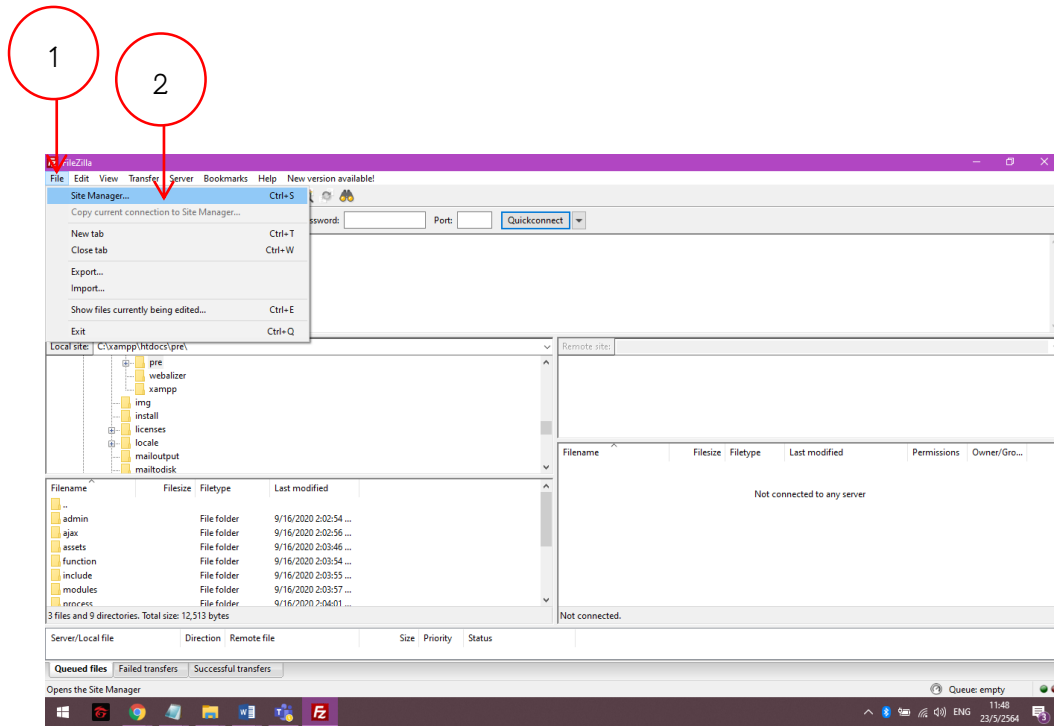 1
2
FileZilla
File Edit View Transfer Server Bookmarks Help New version available!
Site Manager... Ctrl+S
Copy current connection to Site Manager...
ssword: Port: Quickconnect
New tab Ctrl+T
Close tab Ctrl+W
Export...
Import...
Show files currently being edited... Ctrl+E
Exit Ctrl+Q
Local site: C:\xampp\htdocs\pre\ Remote site:
pre
webalizer
xampp
img
install
licenses
locale
mailoutput
mailtodisk
Filename Filesize Filetype Last modified Permissions Owner/Gro...
Not connected to any server
Filename Filesize Filetype Last modified
..
admin File folder 9/16/2020 2:02:54 ...
ajax File folder 9/16/2020 2:02:56 ...
assets File folder 9/16/2020 2:03:46 ...
function File folder 9/16/2020 2:03:54 ...
include File folder 9/16/2020 2:03:55 ...
modules File folder 9/16/2020 2:03:57 ...
process File folder 9/16/2020 2:04:01 ...
3 files and 9 directories. Total size: 12,513 bytes Not connected.
Server/Local file Direction Remote file Size Priority Status
Queued files Failed transfers Successful transfers
Opens the Site Manager Queue: empty
ENG 11:48
23/5/2564